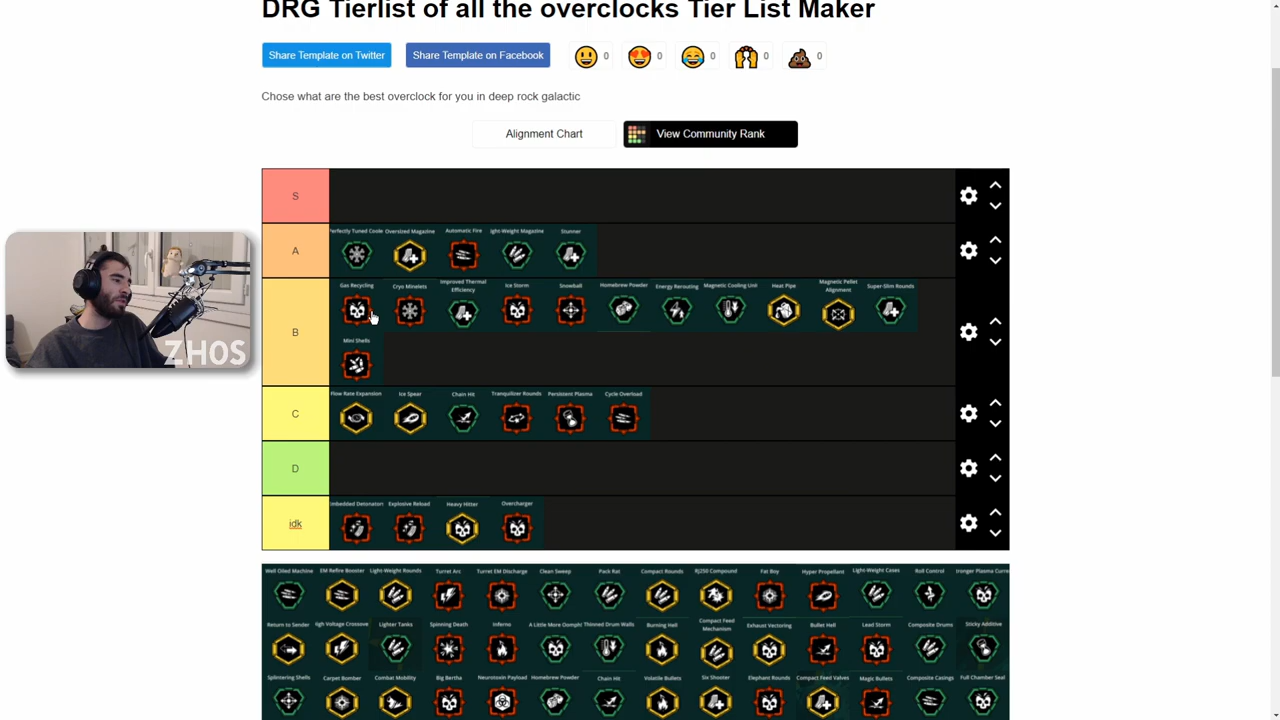 DRG Tierlist of all the overclocks Tier List Maker
Share Template on Twitter
Share Template on Facebook
0
0
0
0
0
Chose what are the best overclock for you in deep rock galactic
Alignment Chart
View Community Rank
S
A
Perfectly Tuned Coole
Oversized Magazine
Automatic Fire
ight-Weight Magazine
Stunner
B
Gas Recycling
Cryo Minelets
Improved Thermal Efficiency
Ice Storm
Snowball
Homebrew Powder
Energy Rerouting
Magnetic Cooling Unit
Heat Pipe
Magnetic Pellet Alignment
Super-Slim Rounds
Mini Shells
C
Flow Rate Expansion
Ice Spear
Chain Hit
Tranquilizer Rounds
Persistent Plasma
Cycle Overload
D
idk
Embedded Detonators
Explosive Reload
Heavy Hitter
Overcharger
ZHOS
Well Oiled Machine
EM Refire Booster
Light-Weight Rounds
Turret Arc
Turret EM Discharge
Clean Sweep
Pack Rat
Compact Rounds
RJ250 Compound
Fat Boy
Hyper Propellant
Light-Weight Cases
Roll Control
tronger Plasma Curre
Return to Sender
High Voltage Crossove
Lighter Tanks
Spinning Death
Inferno
A Little More Oomph!
Thinned Drum Walls
Burning Hell
Compact Feed Mechanism
Exhaust Vectoring
Bullet Hell
Lead Storm
Composite Drums
Sticky Additive
Splintering Shells
Carpet Bomber
Combat Mobility
Big Bertha
Neurotoxin Payload
Homebrew Powder
Chain Hit
Volatile Bullets
Six Shooter
Elephant Rounds
Compact Feed Valves
Magic Bullets
Composite Casings
Full Chamber Seal